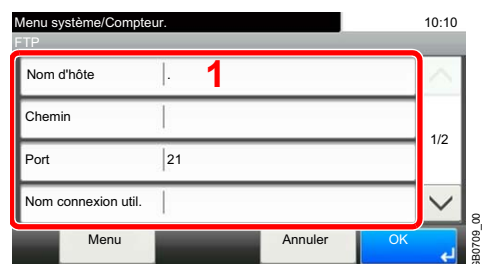 Menu système/Compteur. 10:10
FTP
Nom d'hôte . 1
Chemin
1/2
Port 21
Nom connexion util.
Menu Annuler OK
GB0709_00